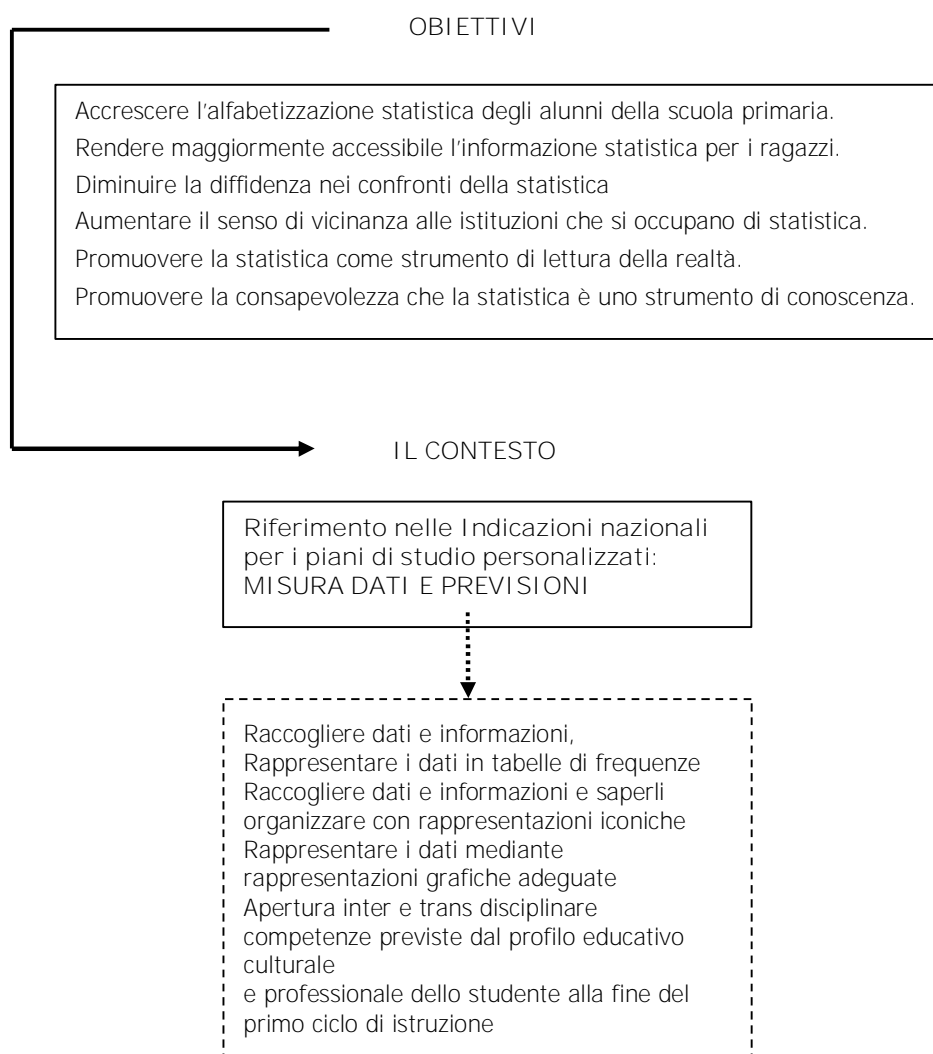 OBIETTIVI
Accrescere l'alfabetizzazione statistica degli alunni della scuola primaria.
Rendere maggiormente accessibile l'informazione statistica per i ragazzi.
Diminuire la diffidenza nei confronti della statistica
Aumentare il senso di vicinanza alle istituzioni che si occupano di statistica.
Promuovere la statistica come strumento di lettura della realtà.
Promuovere la consapevolezza che la statistica è uno strumento di conoscenza.
IL CONTESTO
Riferimento nelle Indicazioni nazionali
per i piani di studio personalizzati:
MISURA DATI E PREVISIONI
Raccogliere dati e informazioni,
Rappresentare i dati in tabelle di frequenze
Raccogliere dati e informazioni e saperli
organizzare con rappresentazioni iconiche
Rappresentare i dati mediante
rappresentazioni grafiche adeguate
Apertura inter e trans disciplinare
competenze previste dal profilo educativo
culturale
e professionale dello studente alla fine del
primo ciclo di istruzione